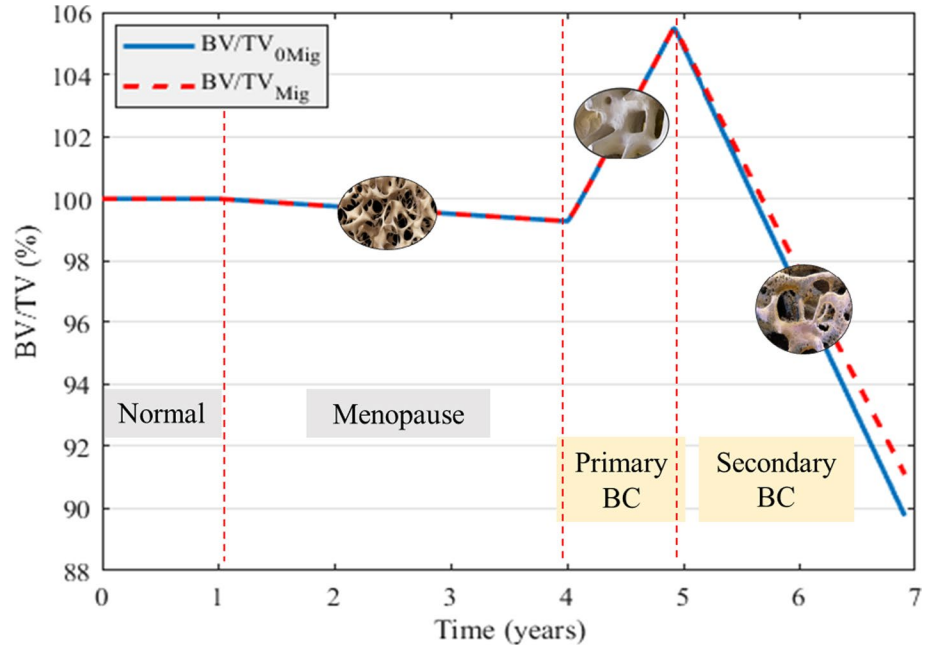 106
104
102
100
98
96
94
92
90
88
BV/TV (%)
BV/TV0Mig
BV/TVMig
Normal
Menopause
Primary
BC
Secondary
BC
0 1 2 3 4 5 6 7
Time (years)